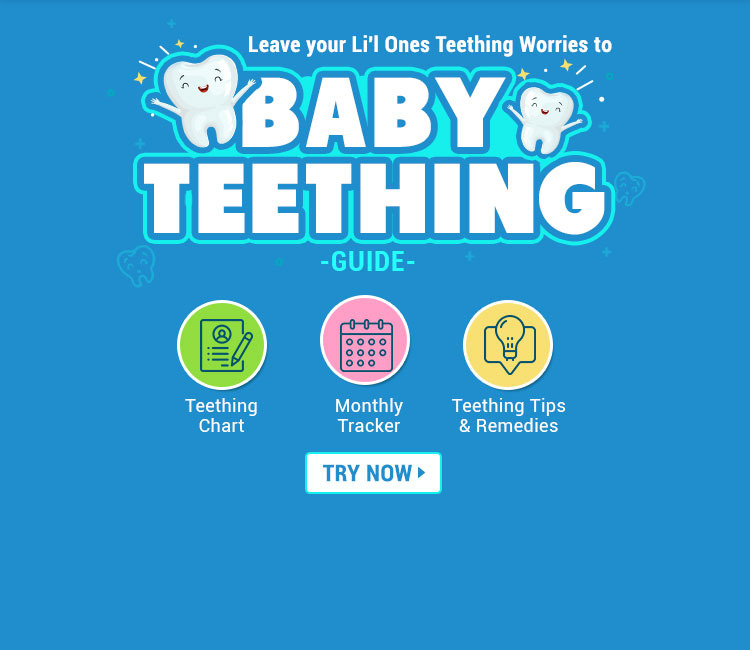 Leave your Li'l Ones Teething Worries to
BABY
TEETHING
-GUIDE-
Teething
Chart
Monthly
Tracker
Teething Tips
& Remedies
TRY NOW